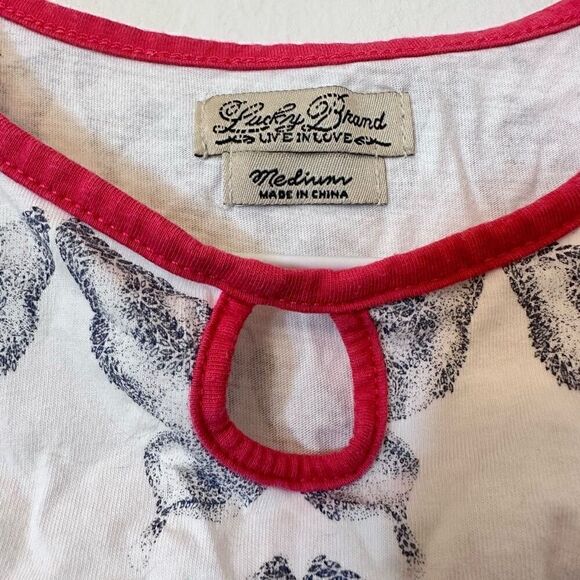 Lucky Brand
LIVE IN LOVE
Medium
MADE IN CHINA